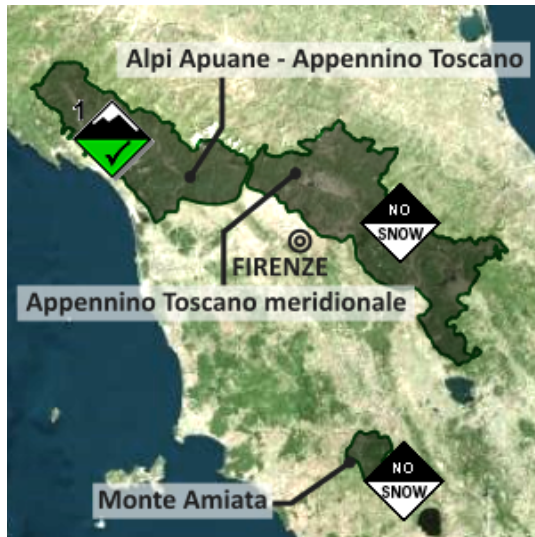 Alpi Apuane - Appennino Toscano
1
NO
SNOW
FIRENZE
Appennino Toscano meridionale
NO
SNOW
Monte Amiata